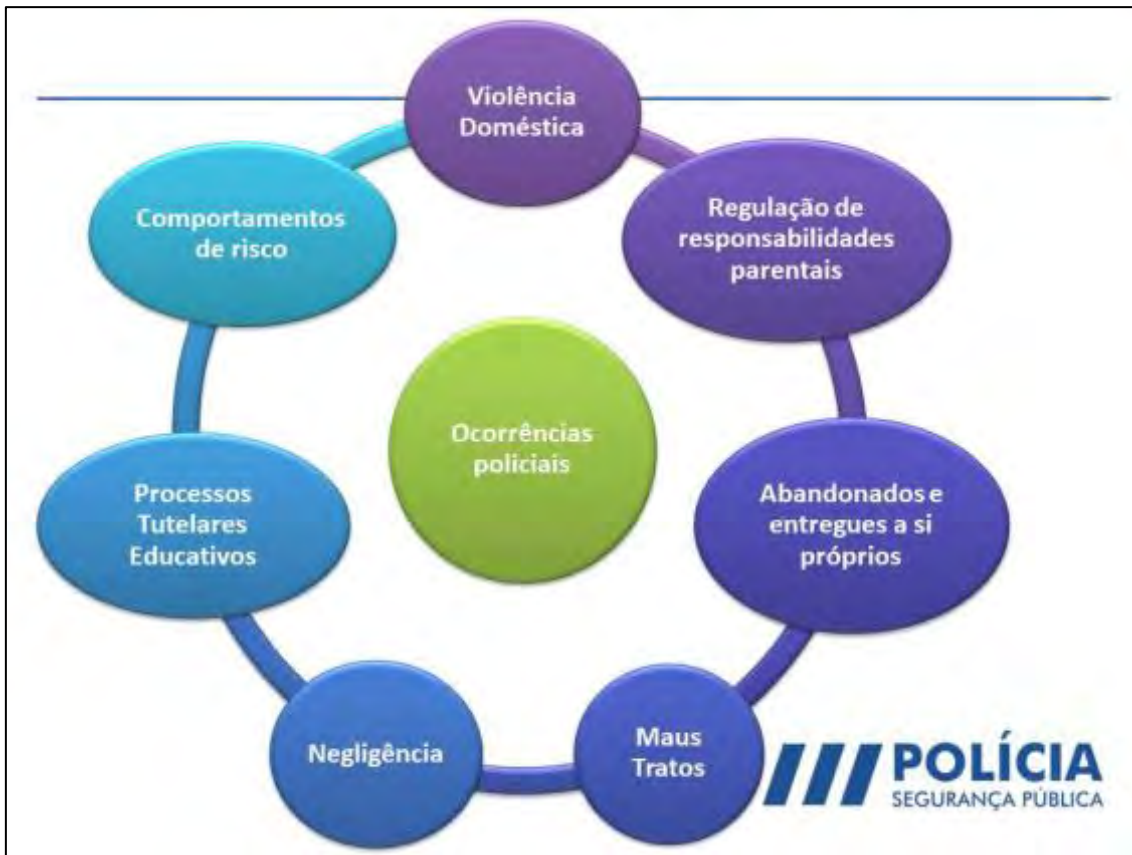 Violência
Doméstica
Regulação de
responsabilidades
parentais
Abandonados e
entregues a si
próprios
Maus
Tratos
Negligência
Processos
Tutelares
Educativos
Comportamentos
de risco
Ocorrências
policiais
POLÍCIA
SEGURANÇA PÚBLICA